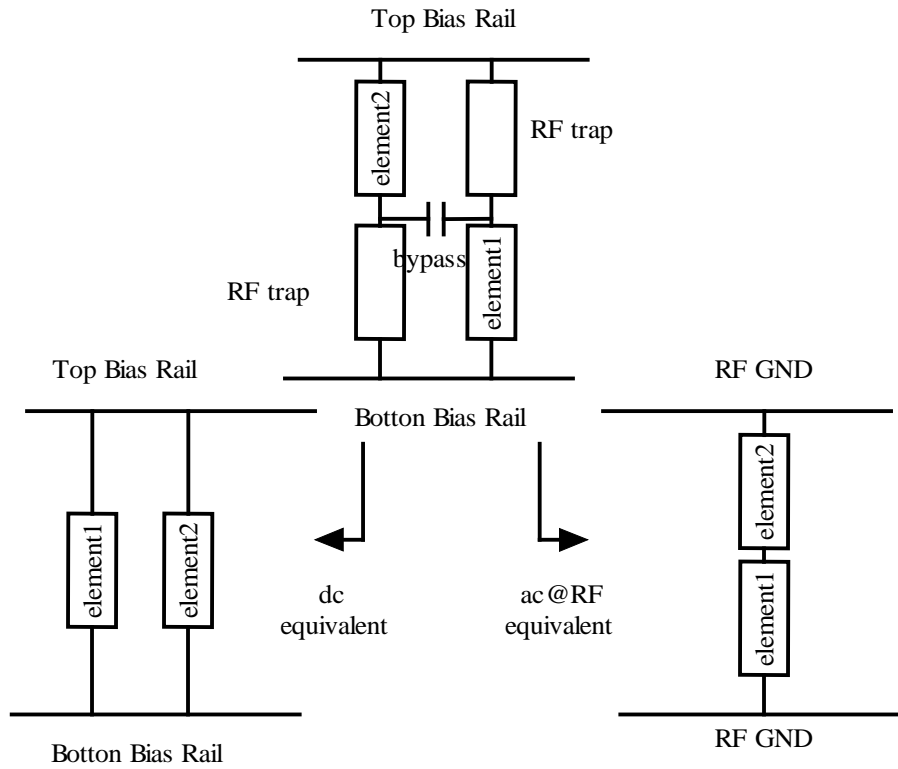 Top Bias Rail
element2
RF trap
bypass
element1
RF trap
Botton Bias Rail
Top Bias Rail
element1
element2
Botton Bias Rail
dc
equivalent
ac@RF
equivalent
RF GND
element2
element1
RF GND